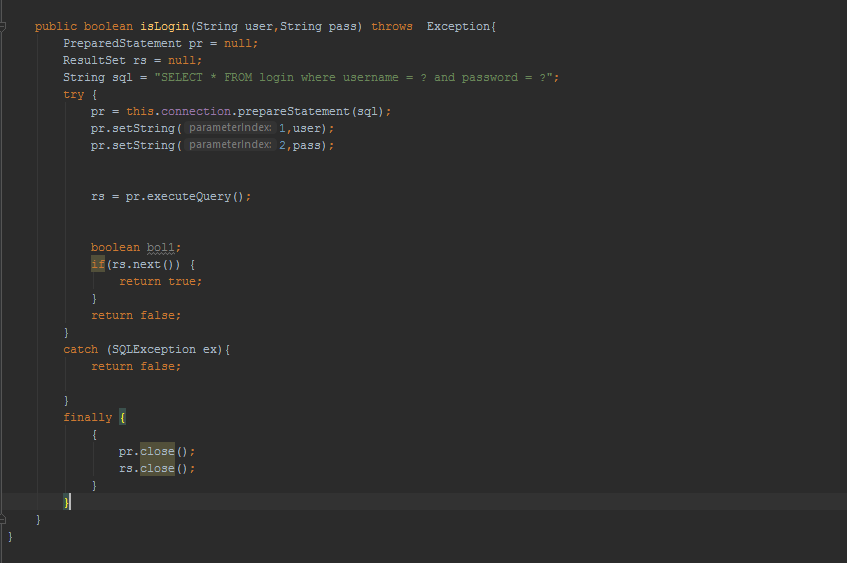 public boolean isLogin(String user,String pass) throws  Exception{
PreparedStatement pr = null;
ResultSet rs = null;
String sql = "SELECT * FROM login where username = ? and password = ?";
try {
pr = this.connection.prepareStatement(sql);
pr.setString( parameterIndex: 1,user);
pr.setString( parameterIndex: 2,pass);
rs = pr.executeQuery();
boolean bol1;
if(rs.next()) {
return true;
}
return false;
}
catch (SQLException ex){
return false;
}
finally {
{
pr.close();
rs.close();
}
}
}
}